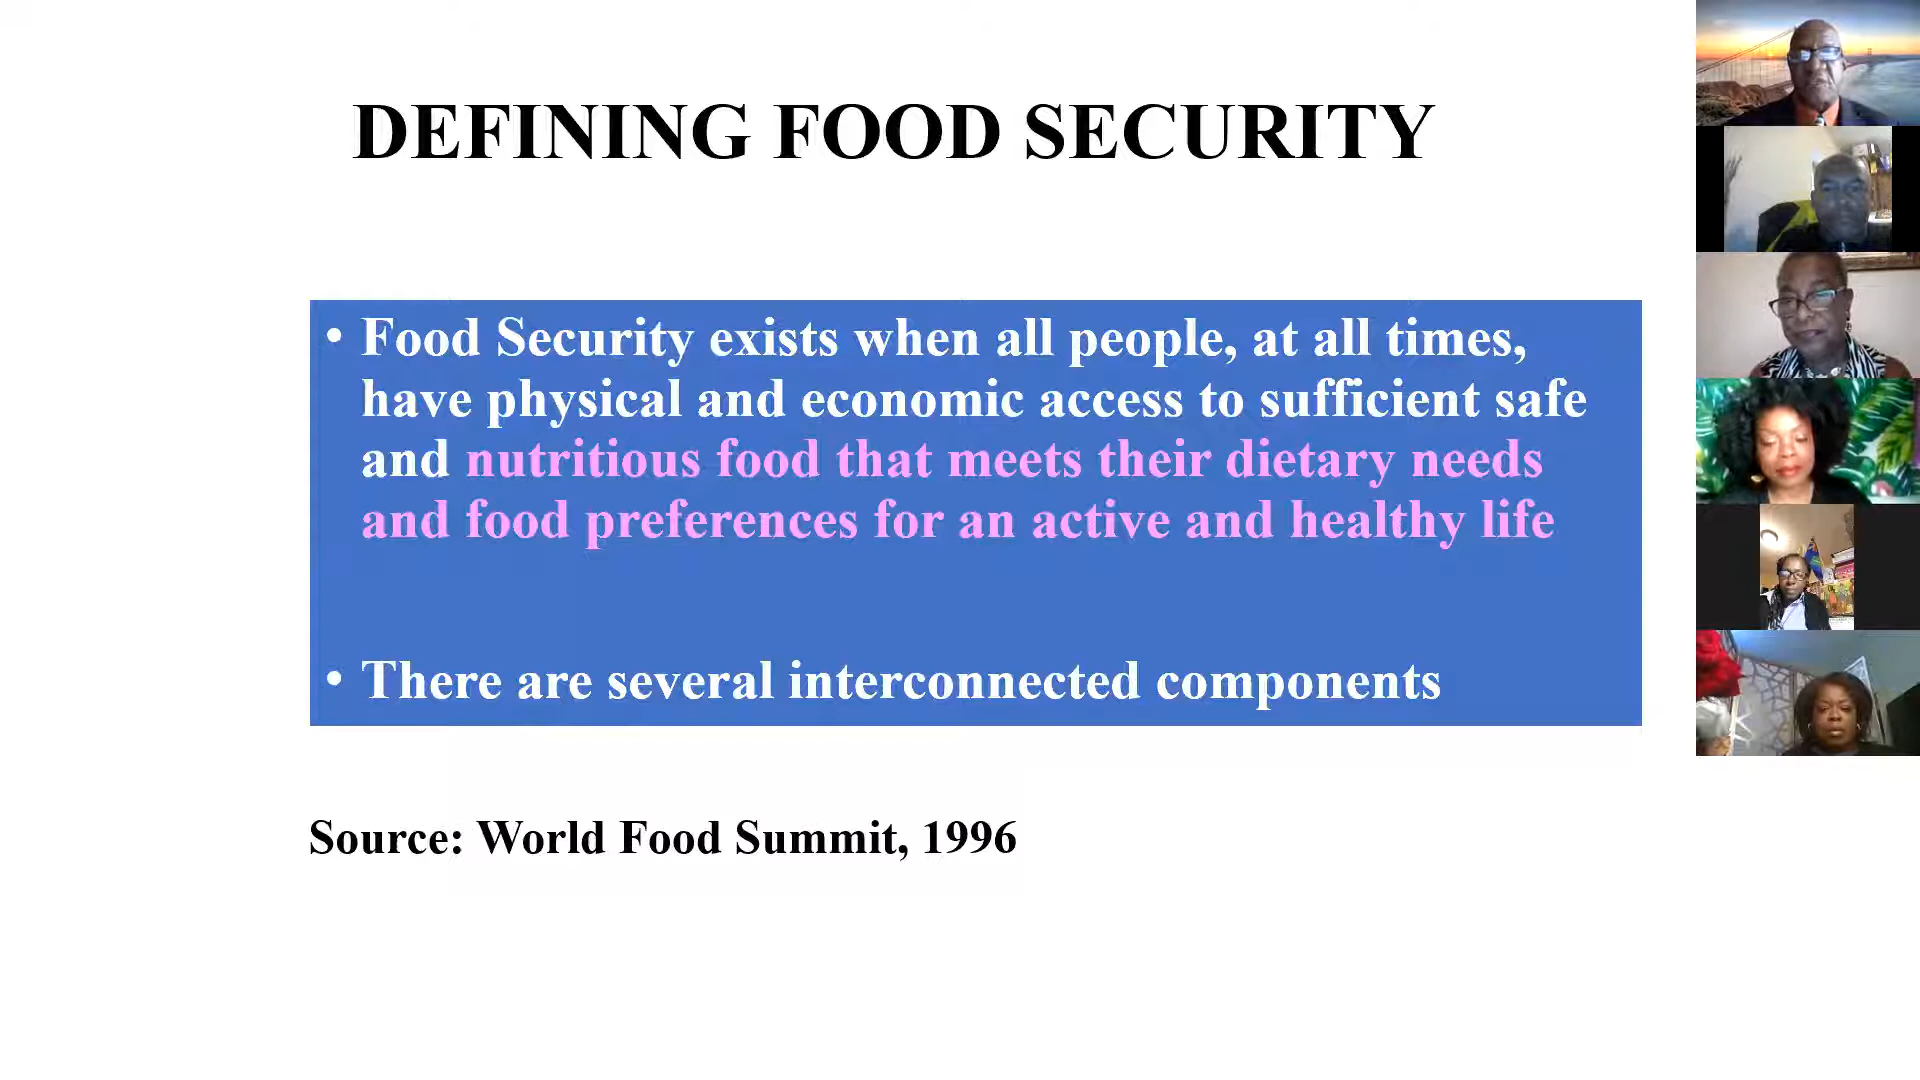 DEFINING FOOD SECURITY
• Food Security exists when all people, at all times,
have physical and economic access to sufficient safe
and nutritious food that meets their dietary needs
and food preferences for an active and healthy life
• There are several interconnected components
Source: World Food Summit, 1996